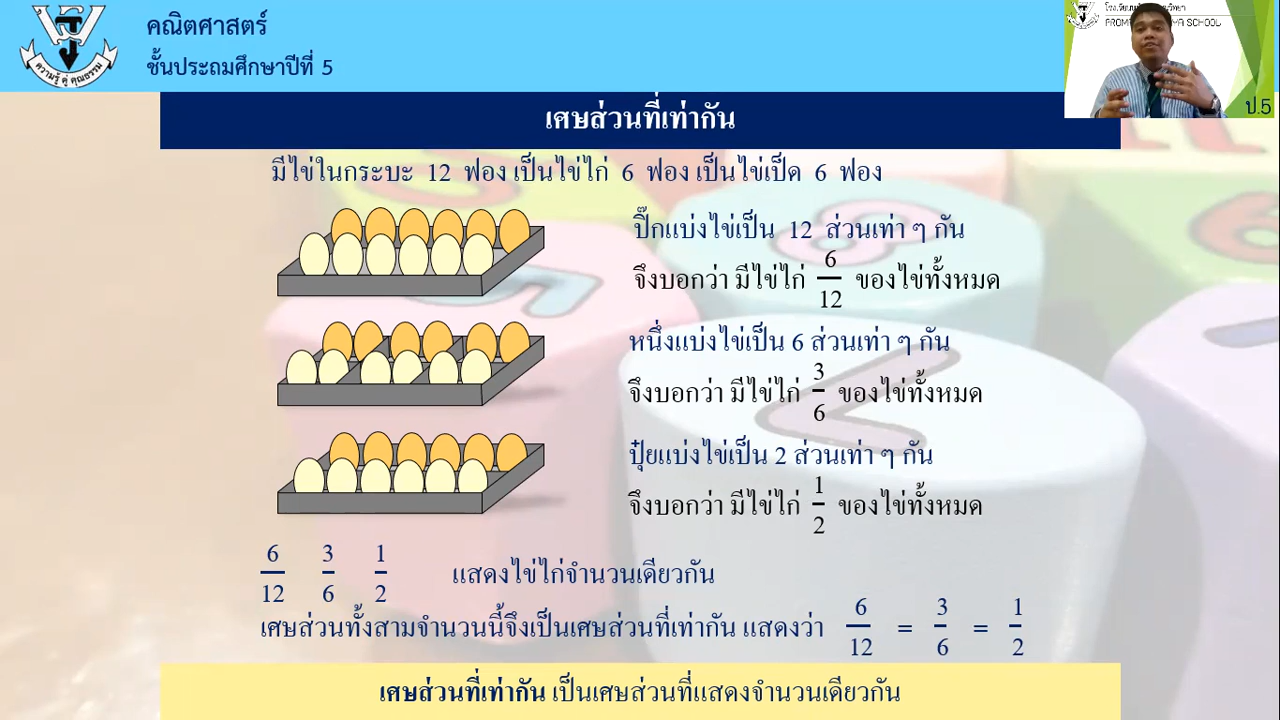 คณิตศาสตร์
ชั้นประถมศึกษาปีที่ 5
ความรู้ คู่ คุณธรรม
SCHOOL
ป.5
เศษส่วนที่เท่ากัน
มีไข่ในกระบะ 12 ฟอง เป็นไข่ไก่ 6 ฟอง เป็นไข่เป็ด 6 ฟอง
ปิ๊กแบ่งไข่เป็น 12 ส่วนเท่า ๆ กัน
จึงบอกว่า มีไข่ไก่ 6/12 ของไข่ทั้งหมด
หนึ่งแบ่งไข่เป็น 6 ส่วนเท่า ๆ กัน
จึงบอกว่า มีไข่ไก่ 3/6 ของไข่ทั้งหมด
ปุ๋ยแบ่งไข่เป็น 2 ส่วนเท่า ๆ กัน
จึงบอกว่า มีไข่ไก่ 1/2 ของไข่ทั้งหมด
6/12 3/6 1/2 แสดงไข่ไก่จำนวนเดียวกัน
เศษส่วนทั้งสามจำนวนนี้จึงเป็นเศษส่วนที่เท่ากัน แสดงว่า 6/12 = 3/6 = 1/2
เศษส่วนที่เท่ากัน เป็นเศษส่วนที่แสดงจำนวนเดียวกัน